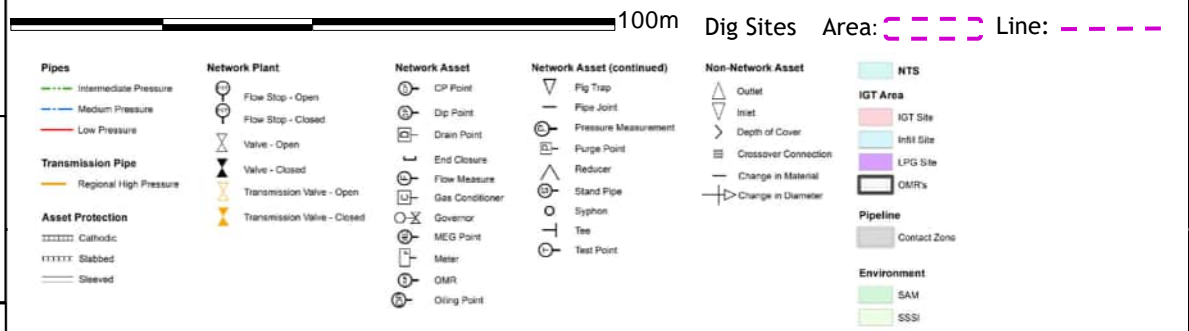 100m Dig Sites Area: Line:
Pipes
Intermediate Pressure
Medium Pressure
Low Pressure
Transmission Pipe
Regional High Pressure
Asset Protection
Cathodic
Slabbed
Sleeved
Network Plant
Flow Stop - Open
Flow Stop - Closed
Valve - Open
Valve - Closed
Transmission Valve - Open
Transmission Valve - Closed
Network Asset
CP Point
Dip Point
Drain Point
End Closure
Flow Measure
Gas Conditioner
Governor
MEG Point
Meter
OMR
Oiling Point
Network Asset (continued)
Pig Trap
Pipe Joint
Pressure Measurement
Purge Point
Reducer
Stand Pipe
Syphon
Tee
Test Point
Non-Network Asset
Outlet
Inlet
Depth of Cover
Crossover Connection
Change in Material
Change in Diameter
NTS
IGT Area
IGT Site
Infill Site
LPG Site
OMR's
Pipeline
Contact Zone
Environment
SAM
SSSI